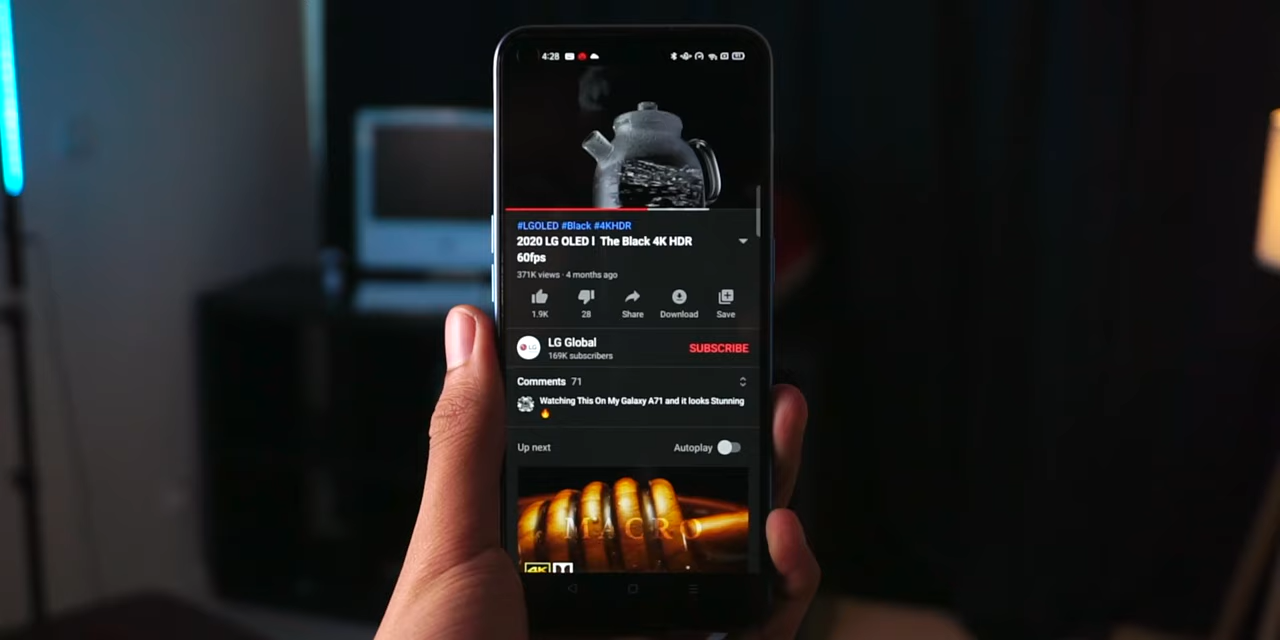 4:28
#LGOLED #Black #4KHDR
2020 LG OLED l The Black 4K HDR
60fps
371K views · 4 months ago
1.9K 28 Share Download Save
LG Global
169K subscribers
SUBSCRIBE
Comments 71
Watching This On My Galaxy A71 and it looks Stunning
🔥
Up next Autoplay
MACRO
4K